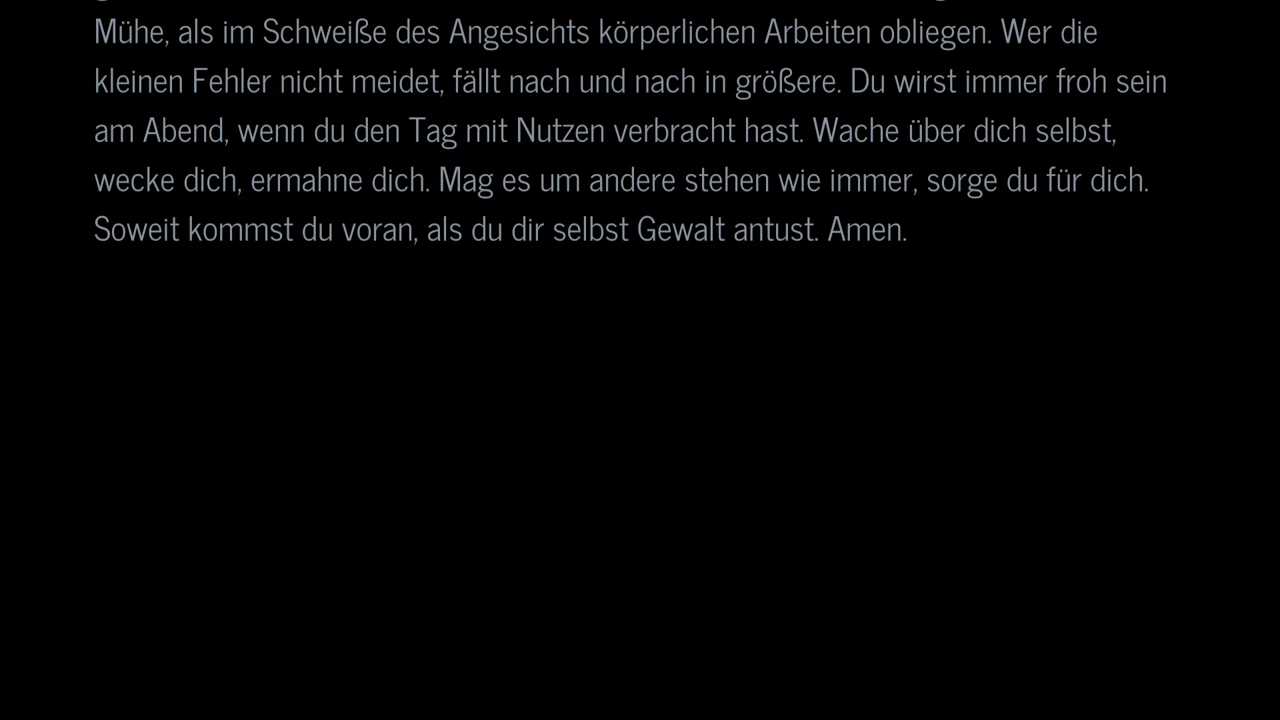 Mühe, als im Schweiße des Angesichts körperlichen Arbeiten obliegen. Wer die
kleinen Fehler nicht meidet, fällt nach und nach in größere. Du wirst immer froh sein
am Abend, wenn du den Tag mit Nutzen verbracht hast. Wache über dich selbst,
wecke dich, ermahne dich. Mag es um andere stehen wie immer, sorge du für dich.
Soweit kommst du voran, als du dir selbst Gewalt antust. Amen.